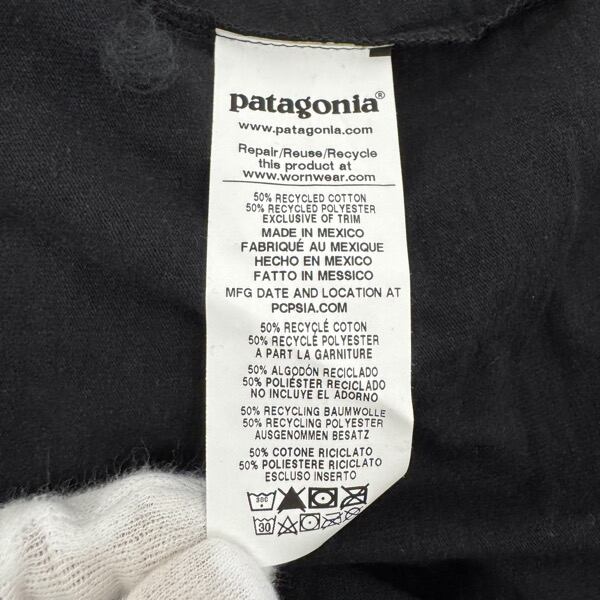 patagonia®
www.patagonia.com
Repair/Reuse/Recycle
this product at
www.wornwear.com
50% RECYCLED COTTON
50% RECYCLED POLYESTER
EXCLUSIVE OF TRIM
MADE IN MEXICO
FABRIQUÉ AU MEXIQUE
HECHO EN MEXICO
FATTO IN MESSICO
MFG DATE AND LOCATION AT
PCPSIA.COM
50% RECYCLÉ COTON
50% RECYCLÉ POLYESTER
A PART LA GARNITURE
50% ALGODÓN RECICLADO
50% POLIÉSTER RECICLADO
NO INCLUYE EL ADORNO
50% RECYCLING BAUMWOLLE
50% RECYCLING POLYESTER
AUSGENOMMEN BESATZ
50% COTONE RICICLATO
50% POLIESTERE RICICLATO
ESCLUSO INSERTO
30